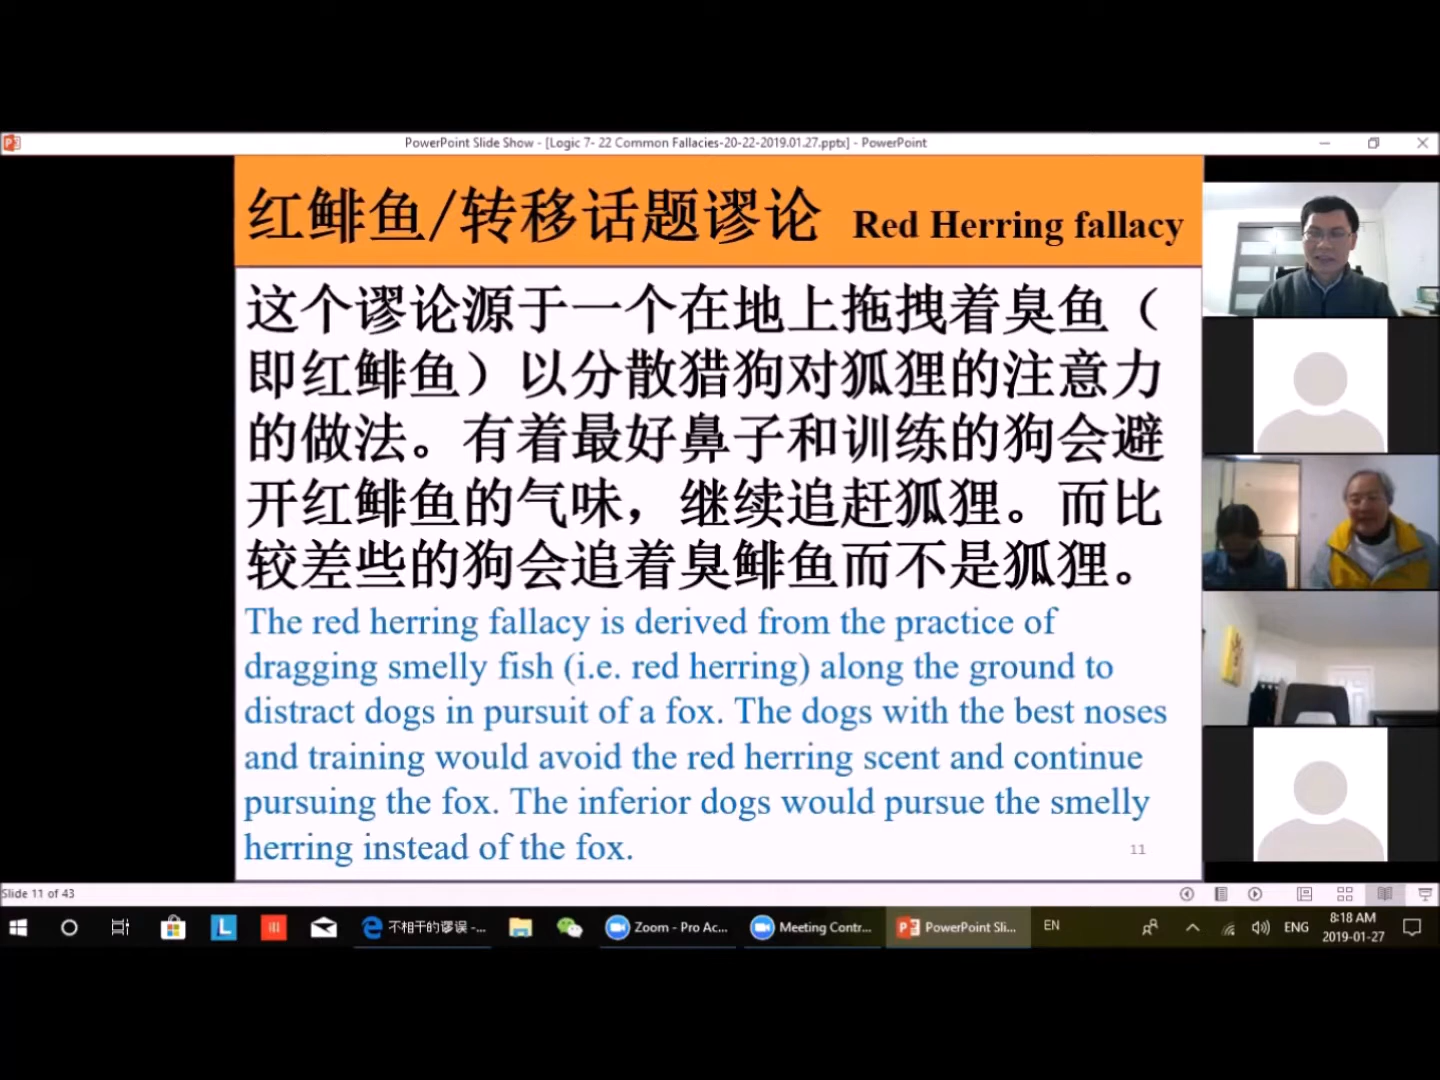 PowerPoint Slide Show - [Logic 7- 22 Common Fallacies-20-22-2019.01.27.pptx] - PowerPoint
红鲱鱼/转移话题谬论 Red Herring fallacy
这个谬论源于一个在地上拖拽着臭鱼（
即红鲱鱼）以分散猎狗对狐狸的注意力
的做法。有着最好鼻子和训练的狗会避
开红鲱鱼的气味，继续追赶狐狸。而比
较差些的狗会追着臭鲱鱼而不是狐狸。
The red herring fallacy is derived from the practice of
dragging smelly fish (i.e. red herring) along the ground to
distract dogs in pursuit of a fox. The dogs with the best noses
and training would avoid the red herring scent and continue
pursuing the fox. The inferior dogs would pursue the smelly
herring instead of the fox.
11
Slide 11 of 43
不相干的谬误 -...
Zoom - Pro Ac...
Meeting Contr...
PowerPoint Sli...
EN
ENG
8:18 AM
2019-01-27